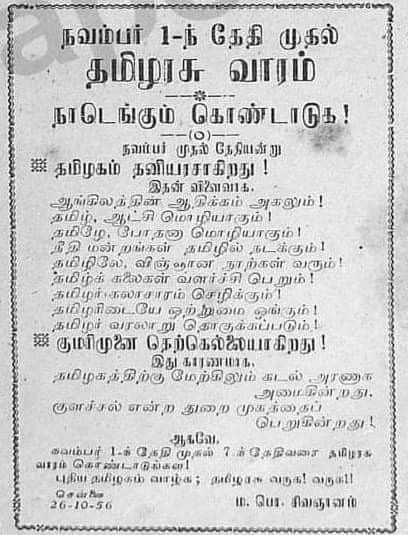 நவம்பர் 1-ந் தேதி முதல்
தமிழரசு வாரம்
நாடெங்கும் கொண்டாடுக!
நவம்பர் முதல் தேதியன்று
தமிழகம் தனியரசாகிறது!
இதன் விளைவாக,
ஆங்கிலத்தின் ஆதிக்கம் அகலும்!
தமிழ், ஆட்சி மொழியாகும்!
தமிழே, போதனா மொழியாகும்!
நீதி மன்றங்கள் தமிழில் நடக்கும்!
தமிழிலே, விஞ்ஞான நூற்கள் வரும்!
தமிழ்க் கலைகள் வளர்ச்சி பெறும்!
தமிழர் கலாசாரம் செழிக்கும்!
தமிழரிடையே ஒற்றுமை ஓங்கும்!
தமிழர் வரலாறு தொகுக்கப்படும்!
குமரிமுனை தெற்கெல்லையாகிறது!
இது காரணமாக,
தமிழகத்திற்கு மேற்கிலும் கடல் அரணாக
அமைகின்றது.
குளச்சல் என்ற துறை முகத்தைப்
பெறுகின்றது!
ஆகவே,
நவம்பர் 1-ந் தேதி முதல் 7-ந் தேதிவரை தமிழரசு
வாரம் கொண்டாடுங்கள!
புதிய தமிழகம் வாழ்க; தமிழரசு வருக! வருக!!
சென்னை
26-10-56
ம. பொ. சிவஞானம்